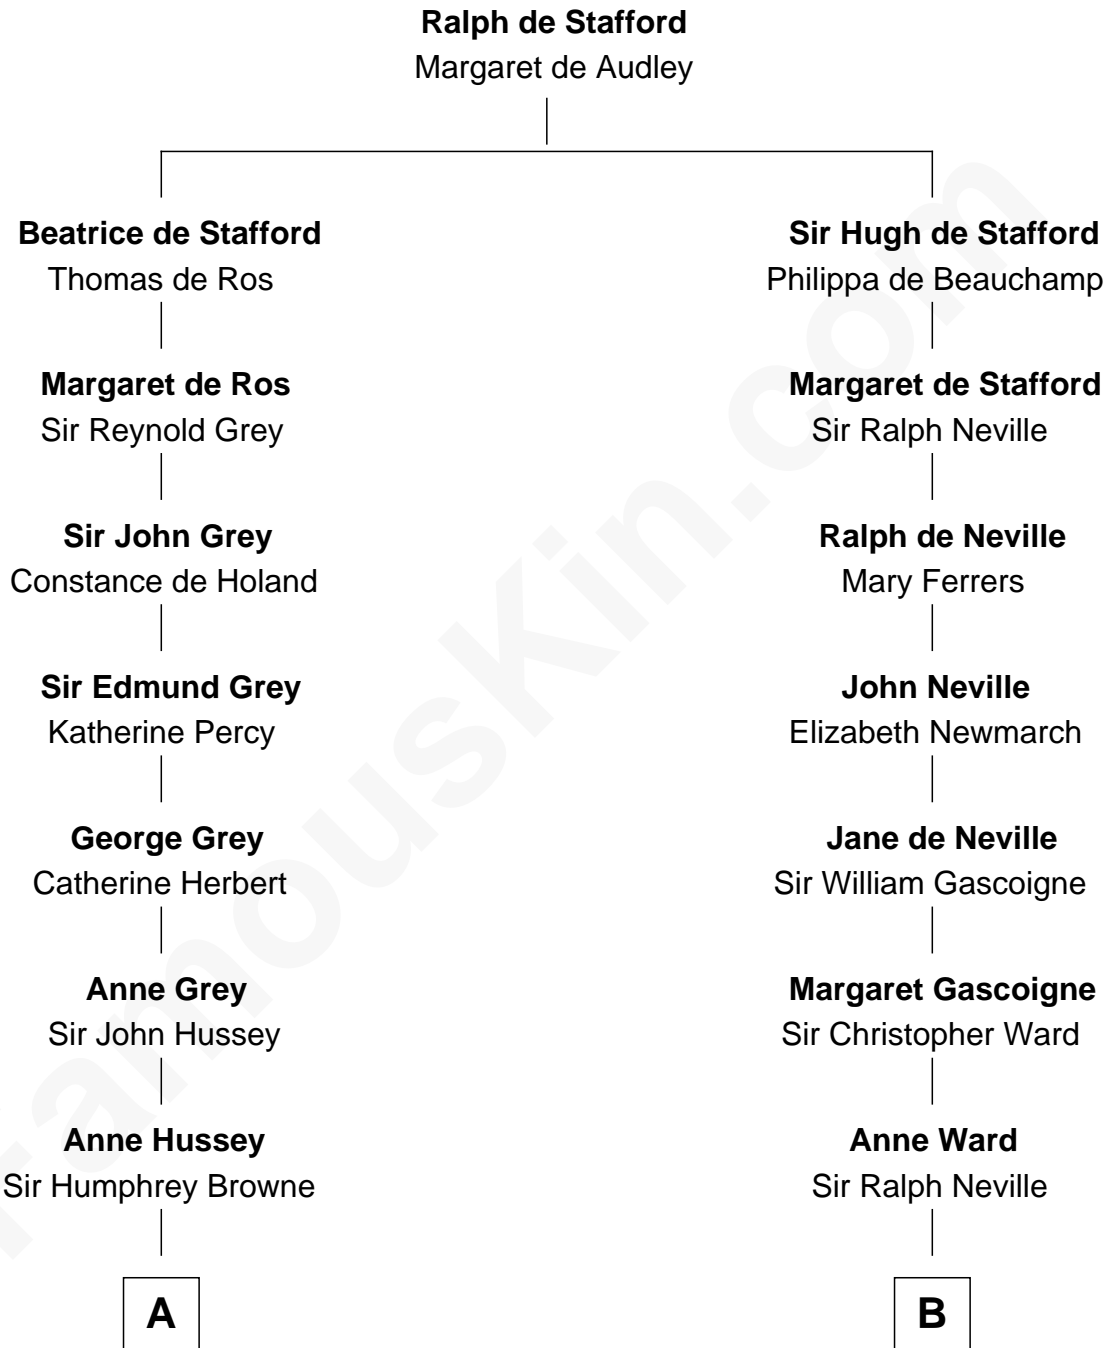 Ralph de Stafford
Margaret de Audley
Beatrice de Stafford
Thomas de Ros
Margaret de Ros
Sir Reynold Grey
Sir John Grey
Constance de Holand
Sir Edmund Grey
Katherine Percy
George Grey
Catherine Herbert
Anne Grey
Sir John Hussey
Anne Hussey
Sir Humphrey Browne
A
Sir Hugh de Stafford
Philippa de Beauchamp
Margaret de Stafford
Sir Ralph Neville
Ralph de Neville
Mary Ferrers
John Neville
Elizabeth Newmarch
Jane de Neville
Sir William Gascoigne
Margaret Gascoigne
Sir Christopher Ward
Anne Ward
Sir Ralph Neville
B
FamousKin.com